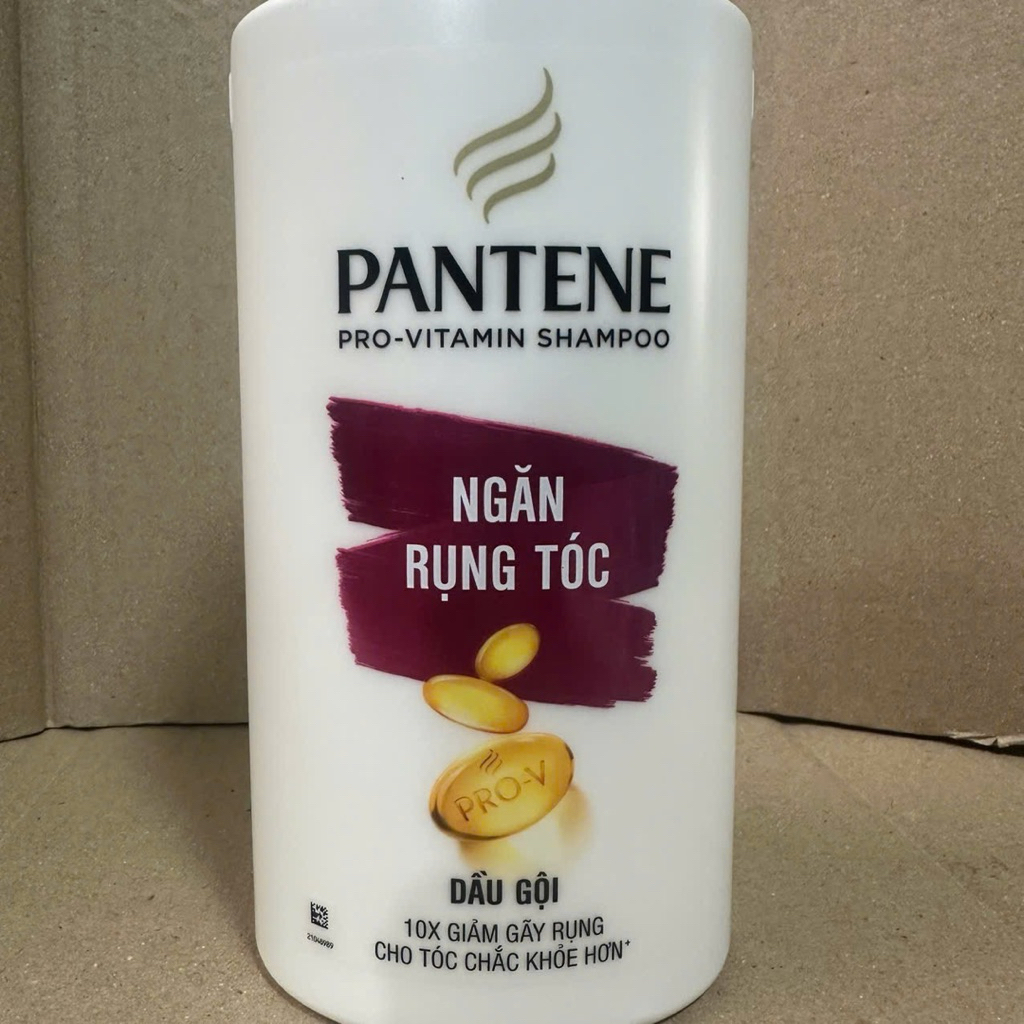 PANTENE
PRO-VITAMIN SHAMPOO
NGĂN
RỤNG TÓC
PRO-V
DẦU GỘI
10X GIẢM GÃY RỤNG
CHO TÓC CHẮC KHỎE HƠN+
21046989